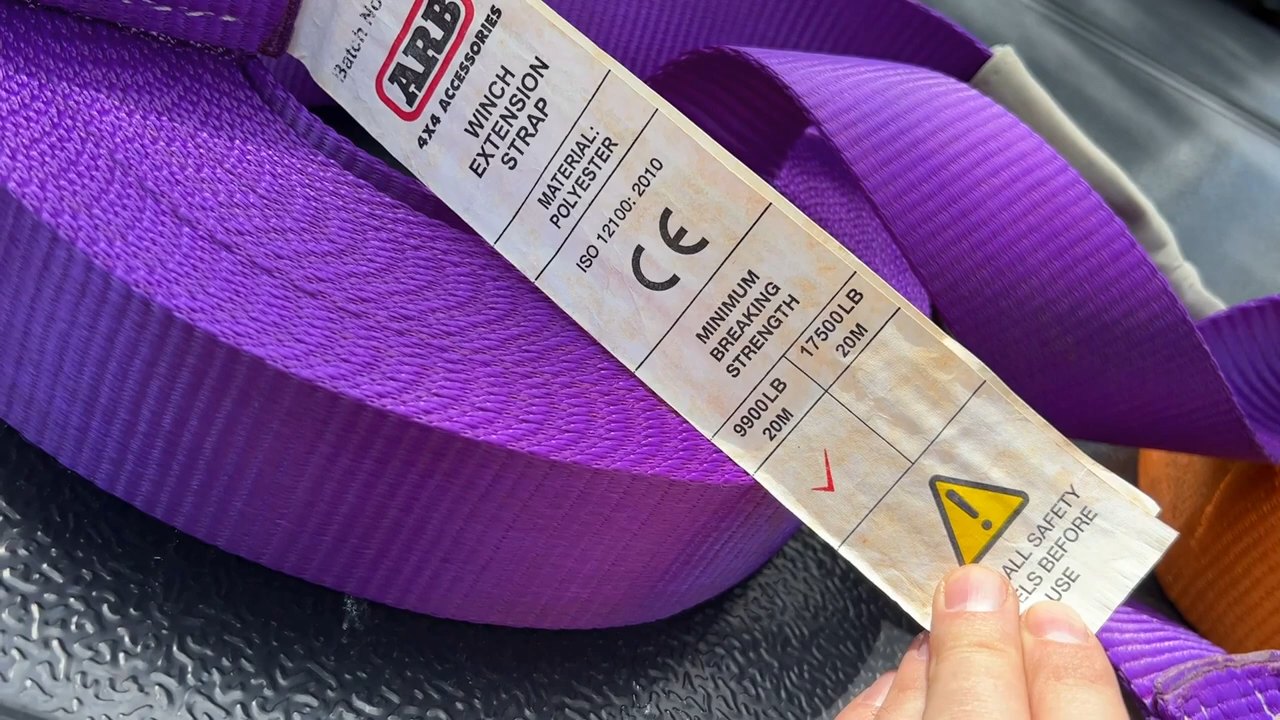 Batch No
ARB
4X4 ACCESSORIES
WINCH
EXTENSION
STRAP
MATERIAL:
POLYESTER
ISO 12100: 2010
CE
MINIMUM
BREAKING
STRENGTH
9900LB
20M
17500LB
20M
ALL SAFETY
BEFORE
USE